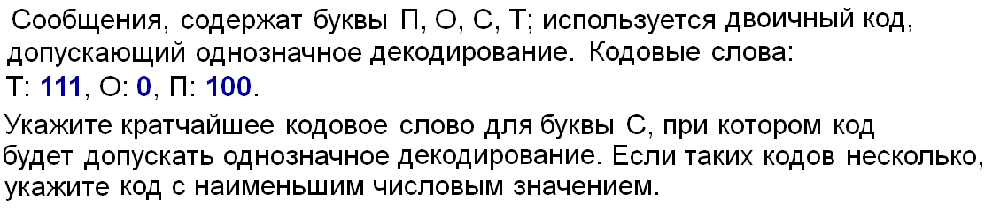 Сообщения, содержат буквы П, О, С, Т; используется двоичный код,
допускающий однозначное декодирование. Кодовые слова:
Т: 111, О: 0, П: 100.
Укажите кратчайшее кодовое слово для буквы С, при котором код
будет допускать однозначное декодирование. Если таких кодов несколько,
укажите код с наименьшим числовым значением.